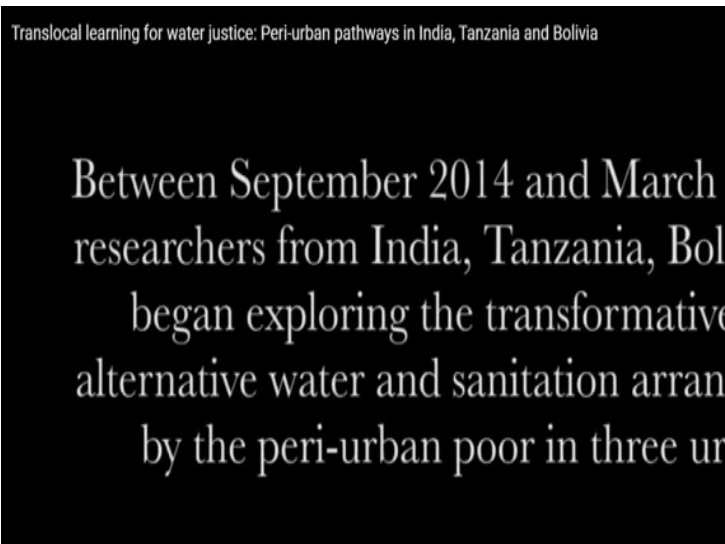 Translocal learning for water justice: Peri-urban pathways in India, Tanzania and Bolivia
Between September 2014 and March
researchers from India, Tanzania, Bol
began exploring the transformative
alternative water and sanitation arran
by the peri-urban poor in three ur